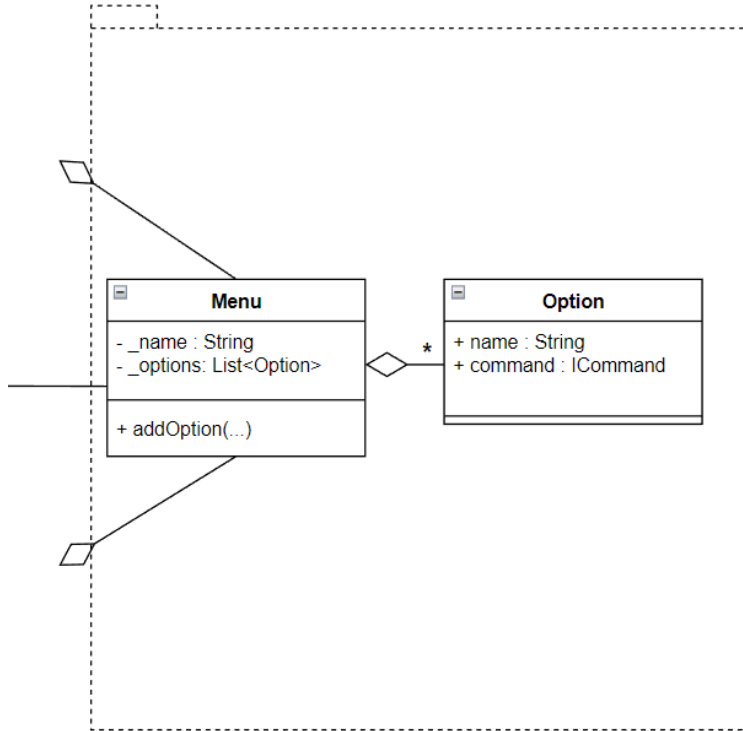 Menu
- _name : String
- _options: List<Option>
+ addOption(...)
*
Option
+ name : String
+ command : ICommand